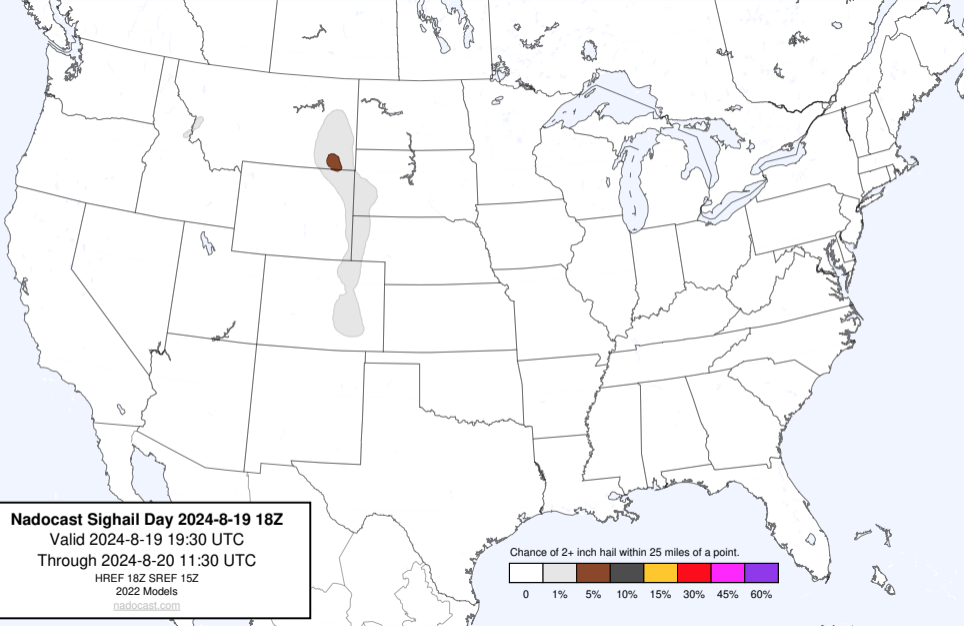 Nadocast Sighail Day 2024-8-19 18Z
Valid 2024-8-19 19:30 UTC
Through 2024-8-20 11:30 UTC
HREF 18Z SREF 15Z
2022 Models
nadocast.com
Chance of 2+ inch hail within 25 miles of a point.
0 1% 5% 10% 15% 30% 45% 60%